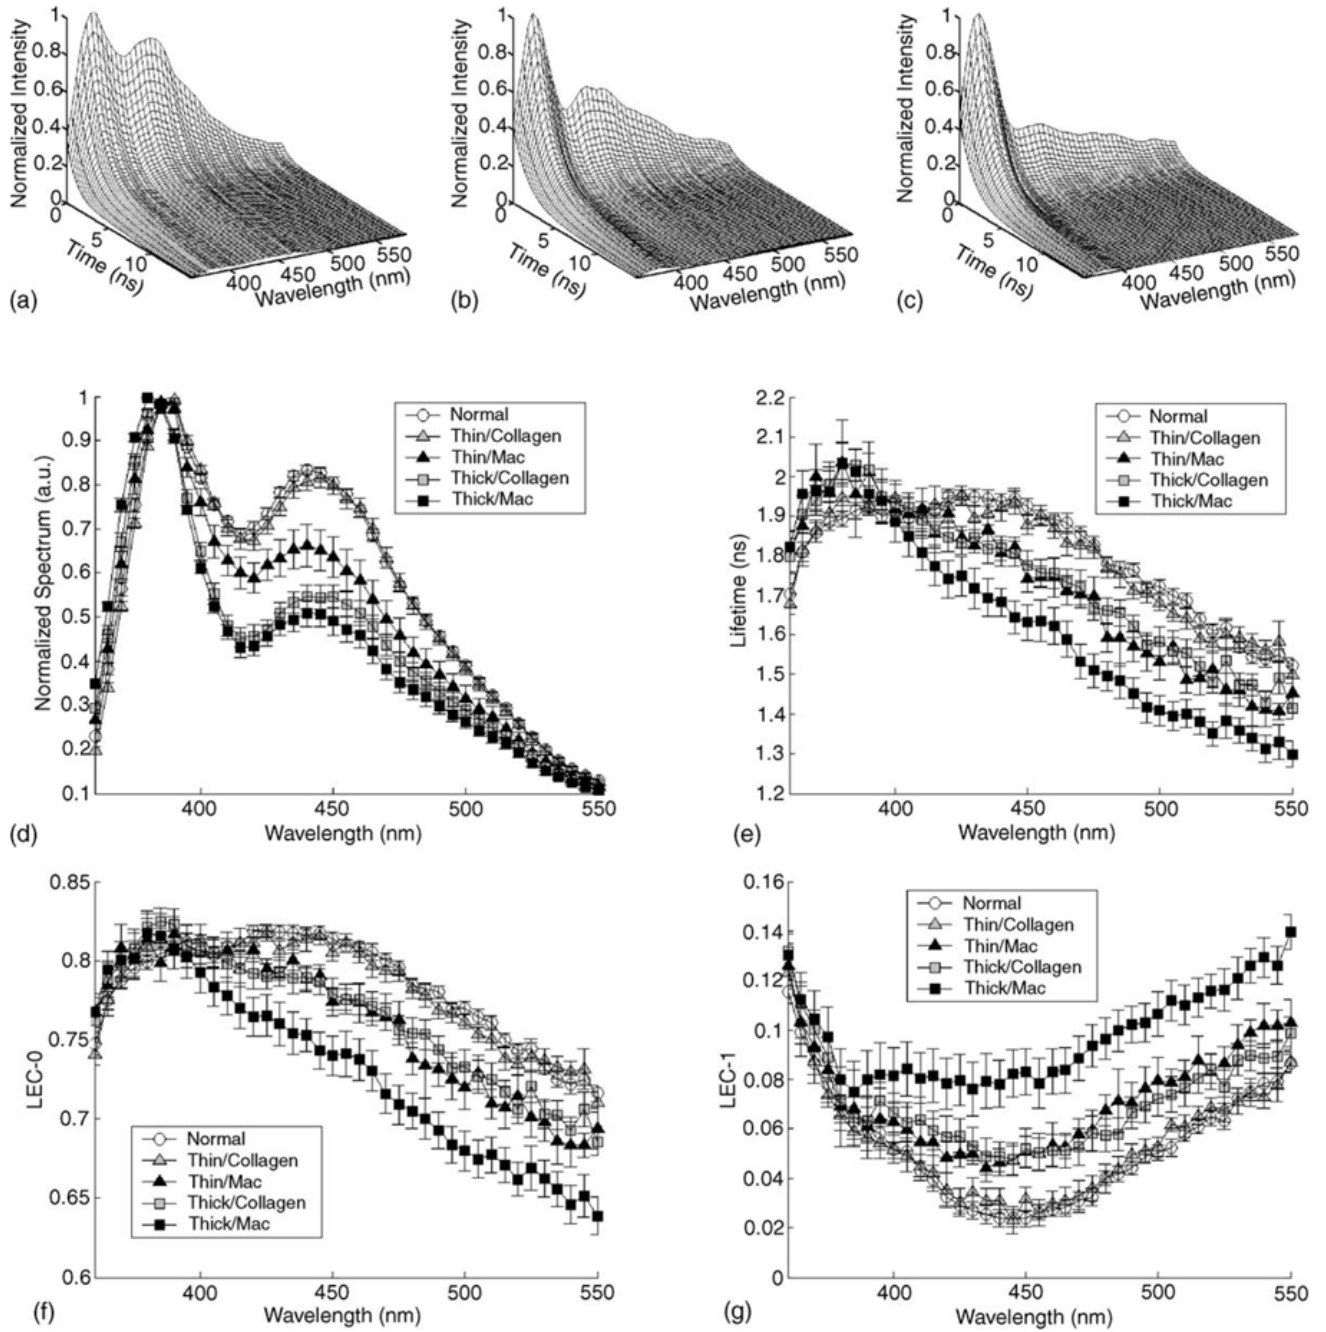 1
0.8
0.6
0.4
0.2
0
Normalized Intensity
0
5
10
Time (ns)
400
450
500
550
Wavelength (nm)
(a)
1
0.8
0.6
0.4
0.2
0
Normalized Intensity
0
5
10
Time (ns)
400
450
500
550
Wavelength (nm)
(b)
1
0.8
0.6
0.4
0.2
0
Normalized Intensity
0
5
10
Time (ns)
400
450
500
550
Wavelength (nm)
(c)
1
0.9
0.8
0.7
0.6
0.5
0.4
0.3
0.2
0.1
Normalized Spectrum (a.u.)
Normal
Thin/Collagen
Thin/Mac
Thick/Collagen
Thick/Mac
400
450
500
550
Wavelength (nm)
(d)
2.2
2.1
2
1.9
1.8
1.7
1.6
1.5
1.4
1.3
1.2
Lifetime (ns)
Normal
Thin/Collagen
Thin/Mac
Thick/Collagen
Thick/Mac
400
450
500
550
Wavelength (nm)
(e)
0.85
0.8
0.75
0.7
0.65
0.6
LEC-0
Normal
Thin/Collagen
Thin/Mac
Thick/Collagen
Thick/Mac
400
450
500
550
Wavelength (nm)
(f)
0.16
0.14
0.12
0.1
0.08
0.06
0.04
0.02
0
LEC-1
Normal
Thin/Collagen
Thin/Mac
Thick/Collagen
Thick/Mac
400
450
500
550
Wavelength (nm)
(g)